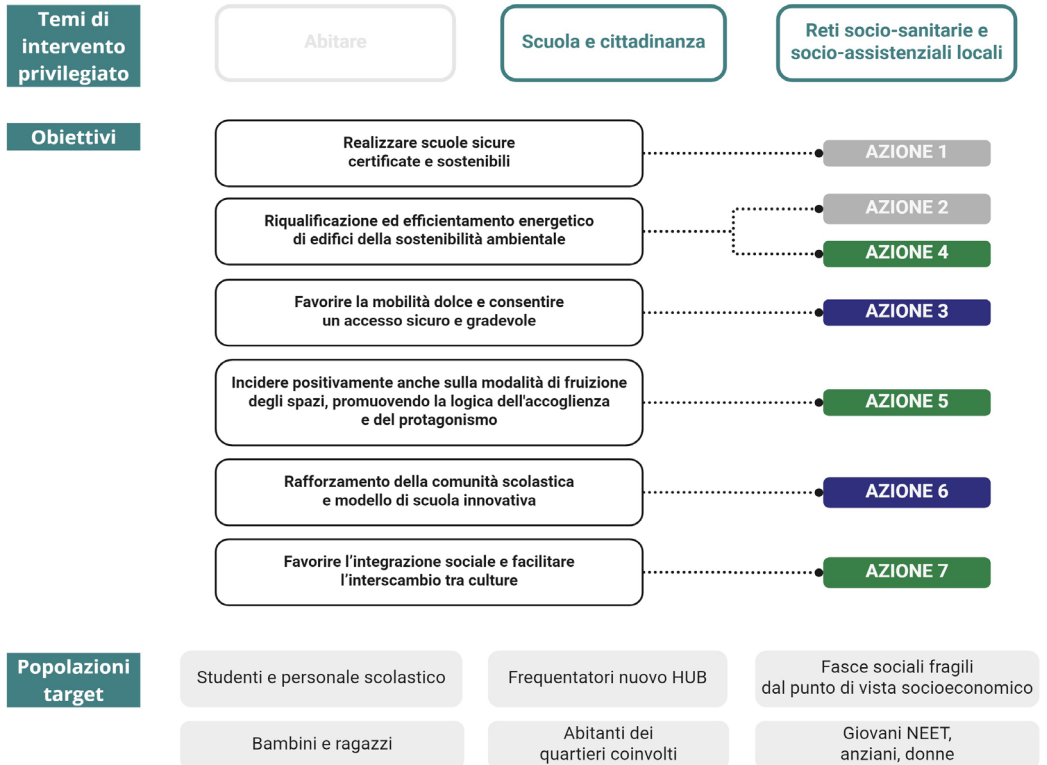 Temi di
intervento
privilegiato
Abitare
Scuola e cittadinanza
Reti socio-sanitarie e
socio-assistenziali locali
Obiettivi
Realizzare scuole sicure
certificate e sostenibili
AZIONE 1
Riqualificazione ed efficientamento energetico
di edifici della sostenibilità ambientale
AZIONE 2
AZIONE 4
Favorire la mobilità dolce e consentire
un accesso sicuro e gradevole
AZIONE 3
Incidere positivamente anche sulla modalità di fruizione
degli spazi, promuovendo la logica dell'accoglienza
e del protagonismo
AZIONE 5
Rafforzamento della comunità scolastica
e modello di scuola innovativa
AZIONE 6
Favorire l’integrazione sociale e facilitare
l’interscambio tra culture
AZIONE 7
Popolazioni
target
Studenti e personale scolastico
Frequentatori nuovo HUB
Fasce sociali fragili
dal punto di vista socioeconomico
Bambini e ragazzi
Abitanti dei
quartieri coinvolti
Giovani NEET,
anziani, donne